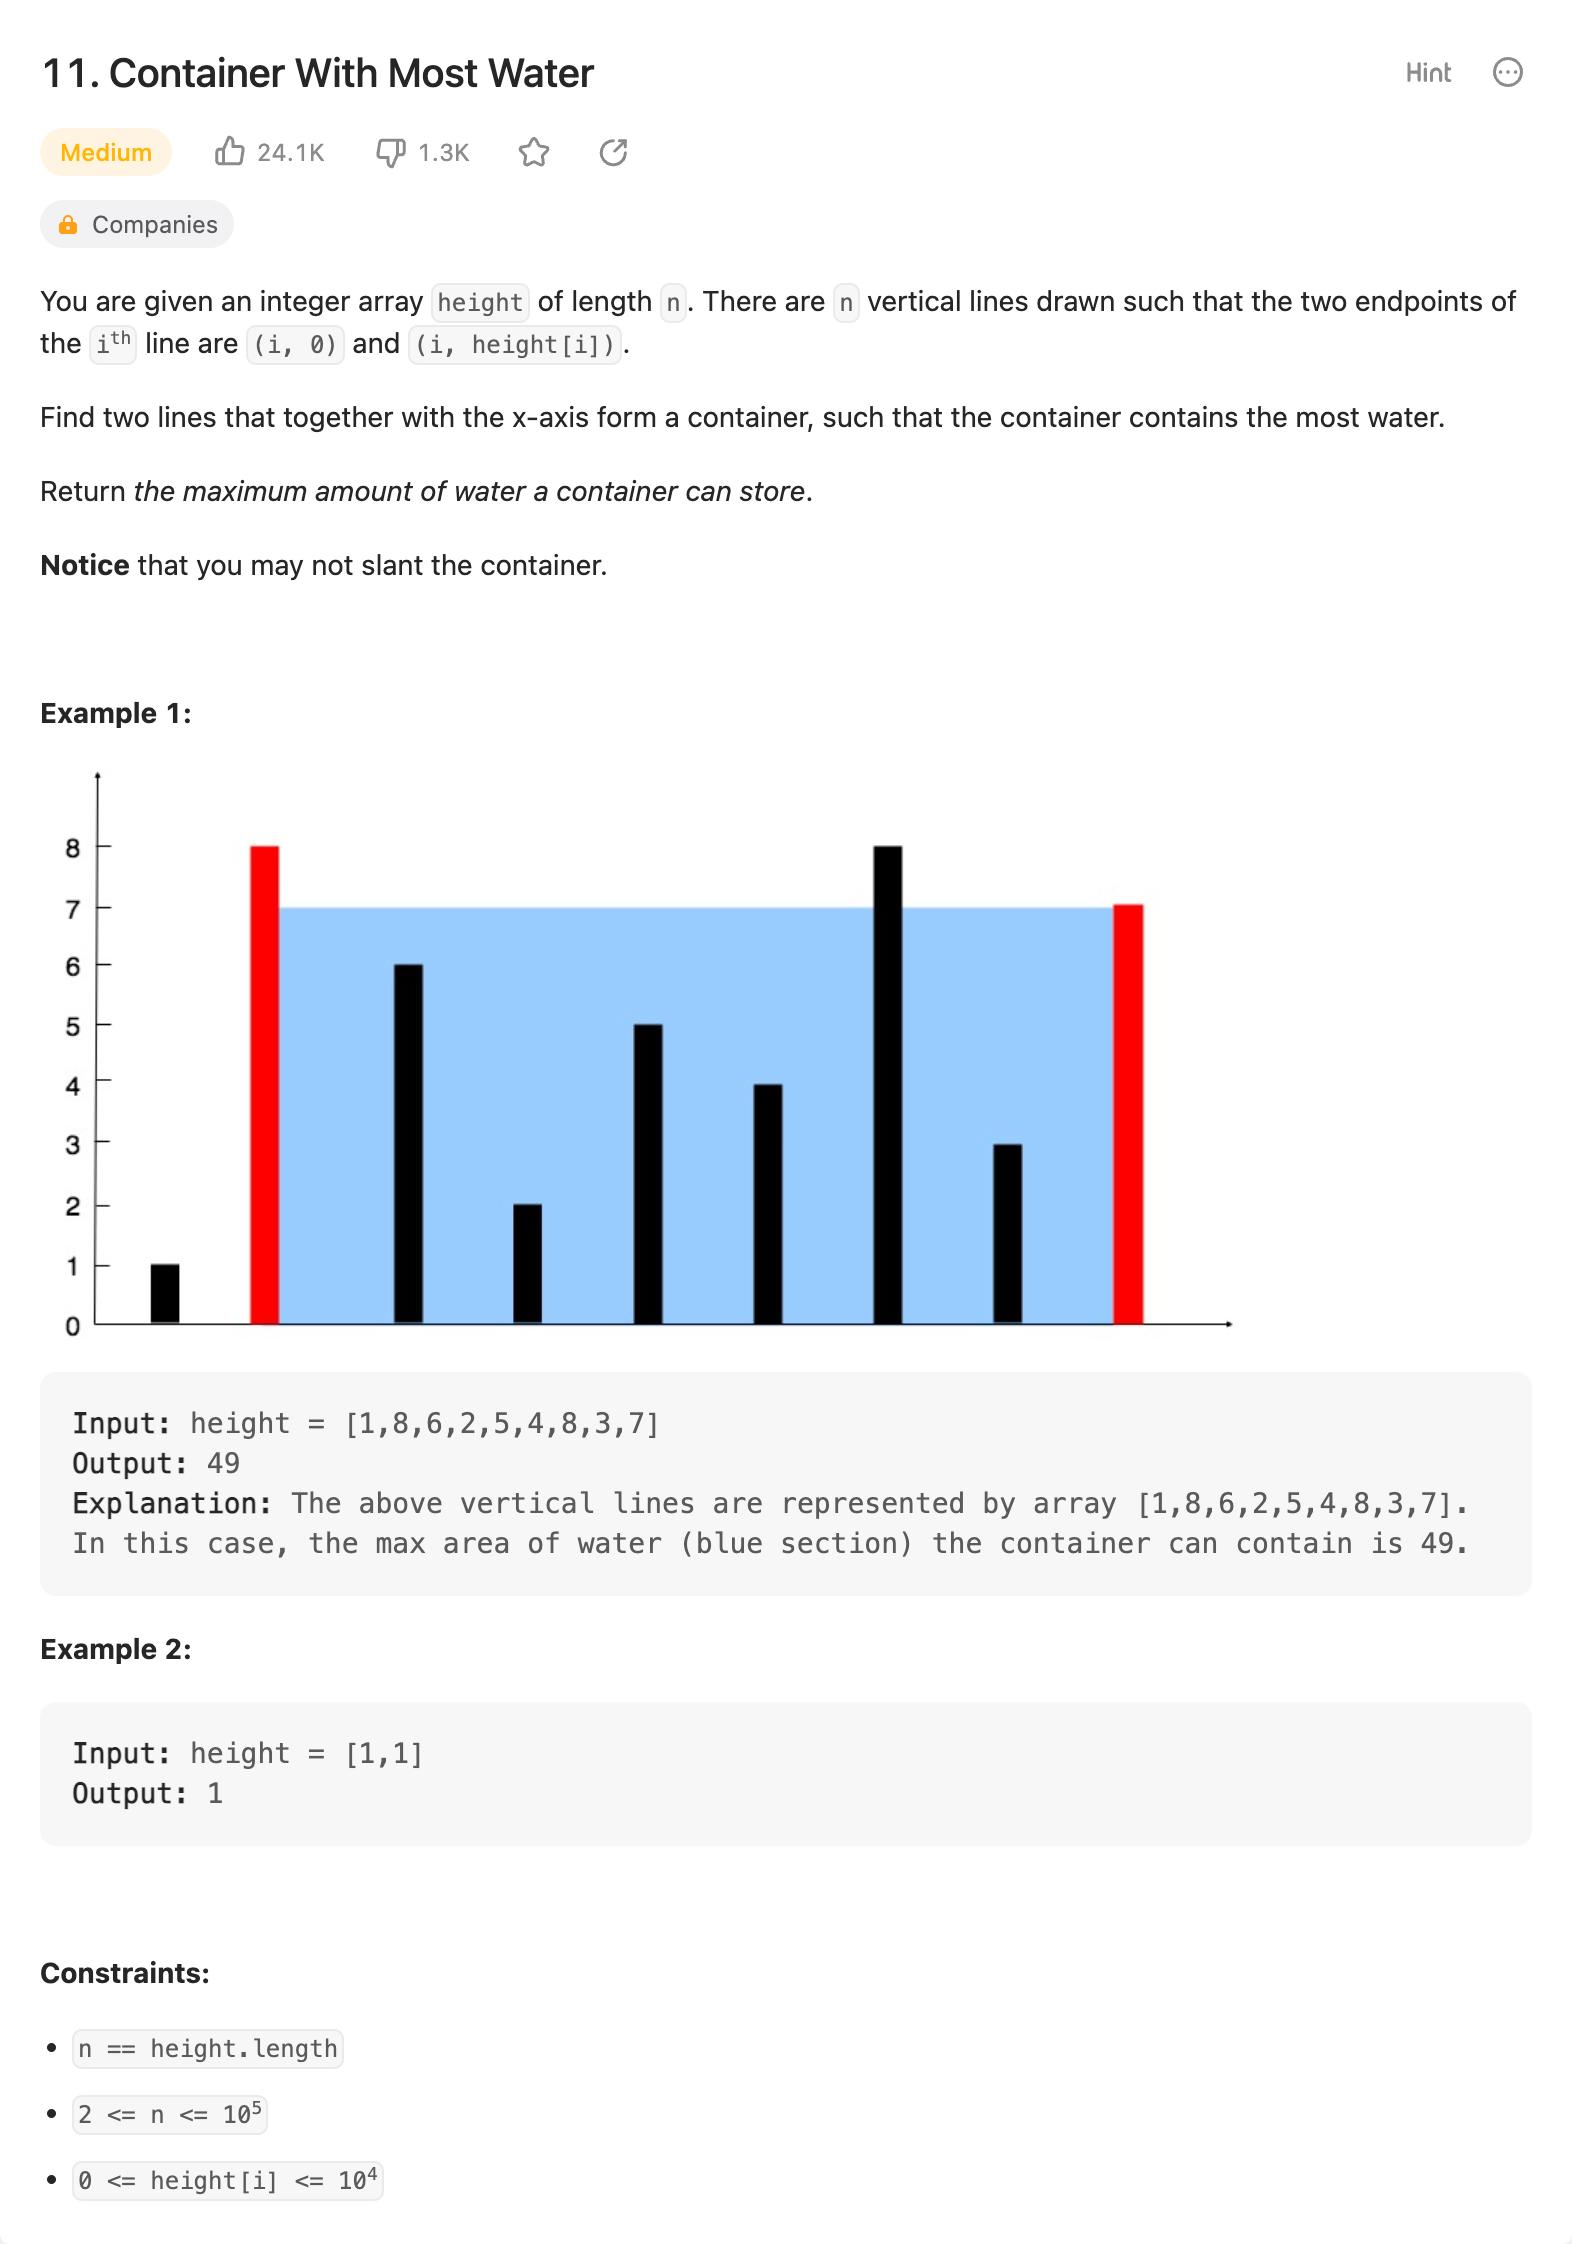 11. Container With Most Water
Hint
Medium
24.1K
1.3K
Companies
You are given an integer array height of length n. There are n vertical lines drawn such that the two endpoints of
the iᵗʰ line are (i, 0) and (i, height[i]).
Find two lines that together with the x-axis form a container, such that the container contains the most water.
Return the maximum amount of water a container can store.
Notice that you may not slant the container.
Example 1:
8
7
6
5
4
3
2
1
0
Input: height = [1,8,6,2,5,4,8,3,7]
Output: 49
Explanation: The above vertical lines are represented by array [1,8,6,2,5,4,8,3,7].
In this case, the max area of water (blue section) the container can contain is 49.
Example 2:
Input: height = [1,1]
Output: 1
Constraints:
• n == height.length
• 2 <= n <= 10⁵
• 0 <= height[i] <= 10⁴